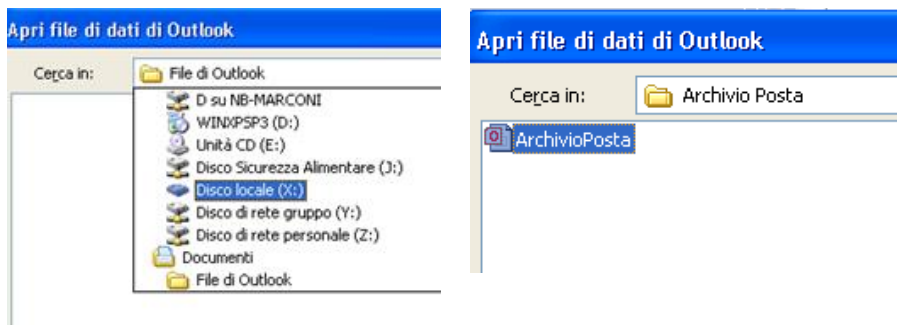 Apri file di dati di Outlook
Cerca in: File di Outlook
D su NB-MARCONI
WINXPSP3 (D:)
Unità CD (E:)
Disco Sicurezza Alimentare (J:)
Disco locale (X:)
Disco di rete gruppo (Y:)
Disco di rete personale (Z:)
Documenti
File di Outlook
Apri file di dati di Outlook
Cerca in: Archivio Posta
ArchivioPosta